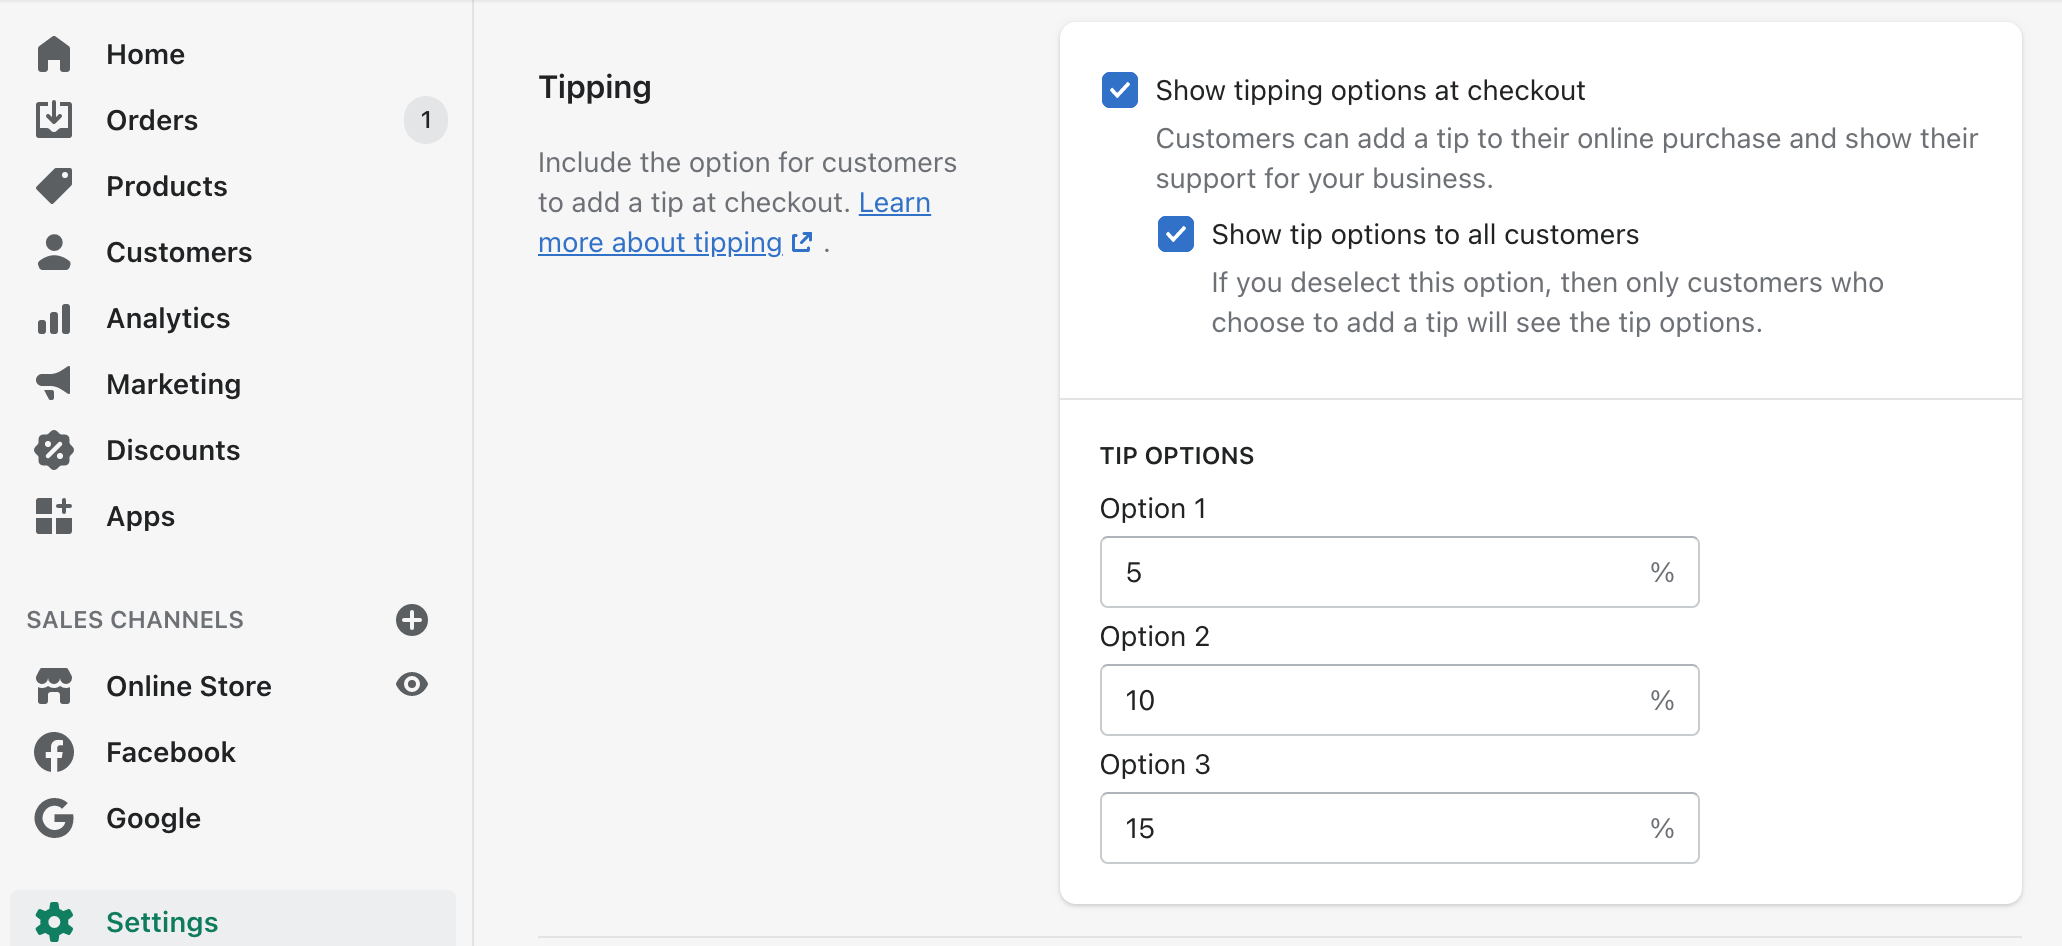 Home
Orders
1
Products
Customers
Analytics
Marketing
Discounts
Apps
SALES CHANNELS
Online Store
Facebook
Google
Settings
Tipping
Include the option for customers
to add a tip at checkout. Learn
more about tipping .
Show tipping options at checkout
Customers can add a tip to their online purchase and show their
support for your business.
Show tip options to all customers
If you deselect this option, then only customers who
choose to add a tip will see the tip options.
TIP OPTIONS
Option 1
5 %
Option 2
10 %
Option 3
15 %